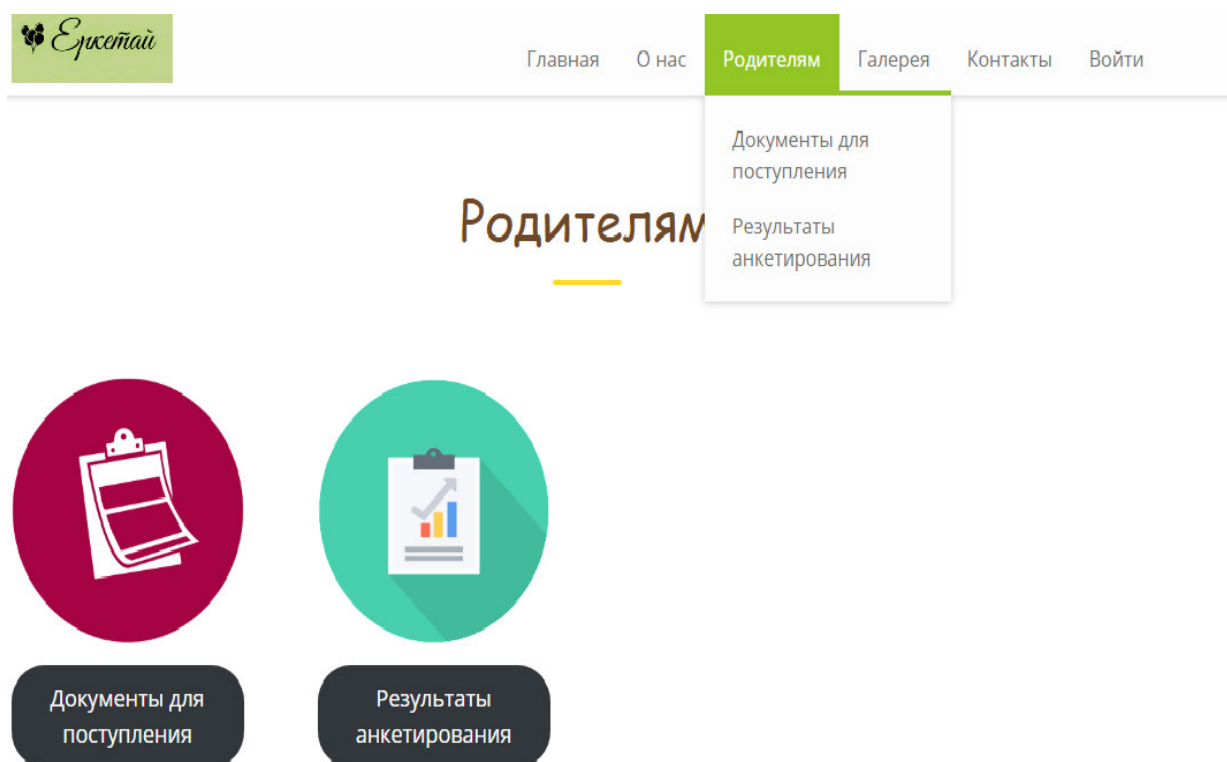 Еркетай
Главная О нас Родителям Галерея Контакты Войти
Документы для
поступления
Результаты
анкетирования
Родителям
Документы для
поступления
Результаты
анкетирования